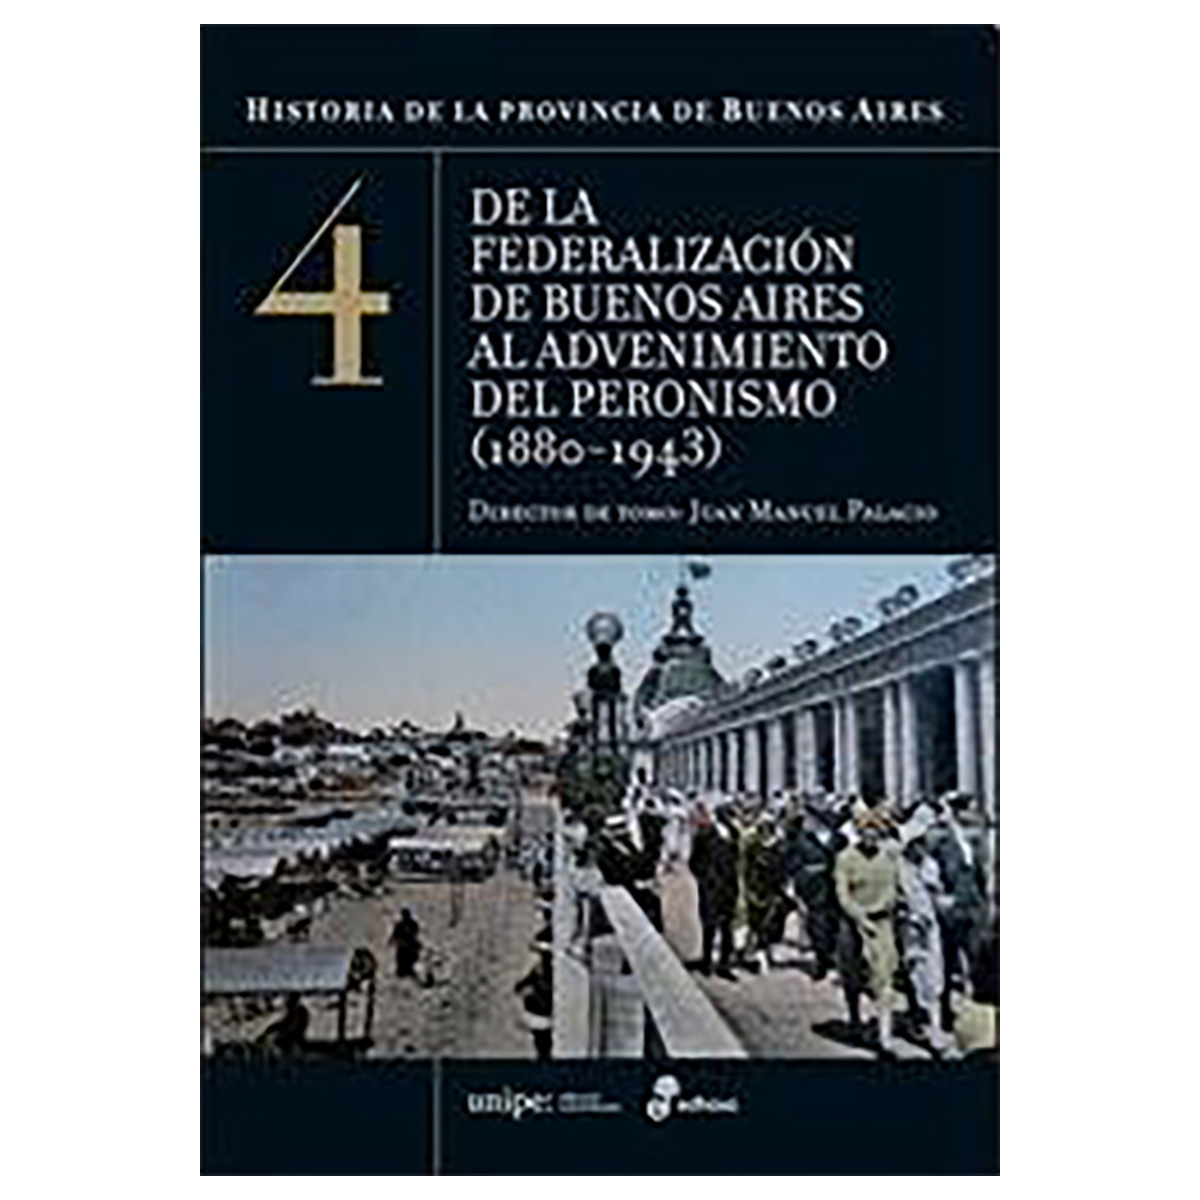 HISTORIA DE LA PROVINCIA DE BUENOS AIRES
4
DE LA
FEDERALIZACIÓN
DE BUENOS AIRES
AL ADVENIMIENTO
DEL PERONISMO
(1880-1943)
DIRECTOR DE TOMO: JUAN MANUEL PALACIO
unipe:
edhasa